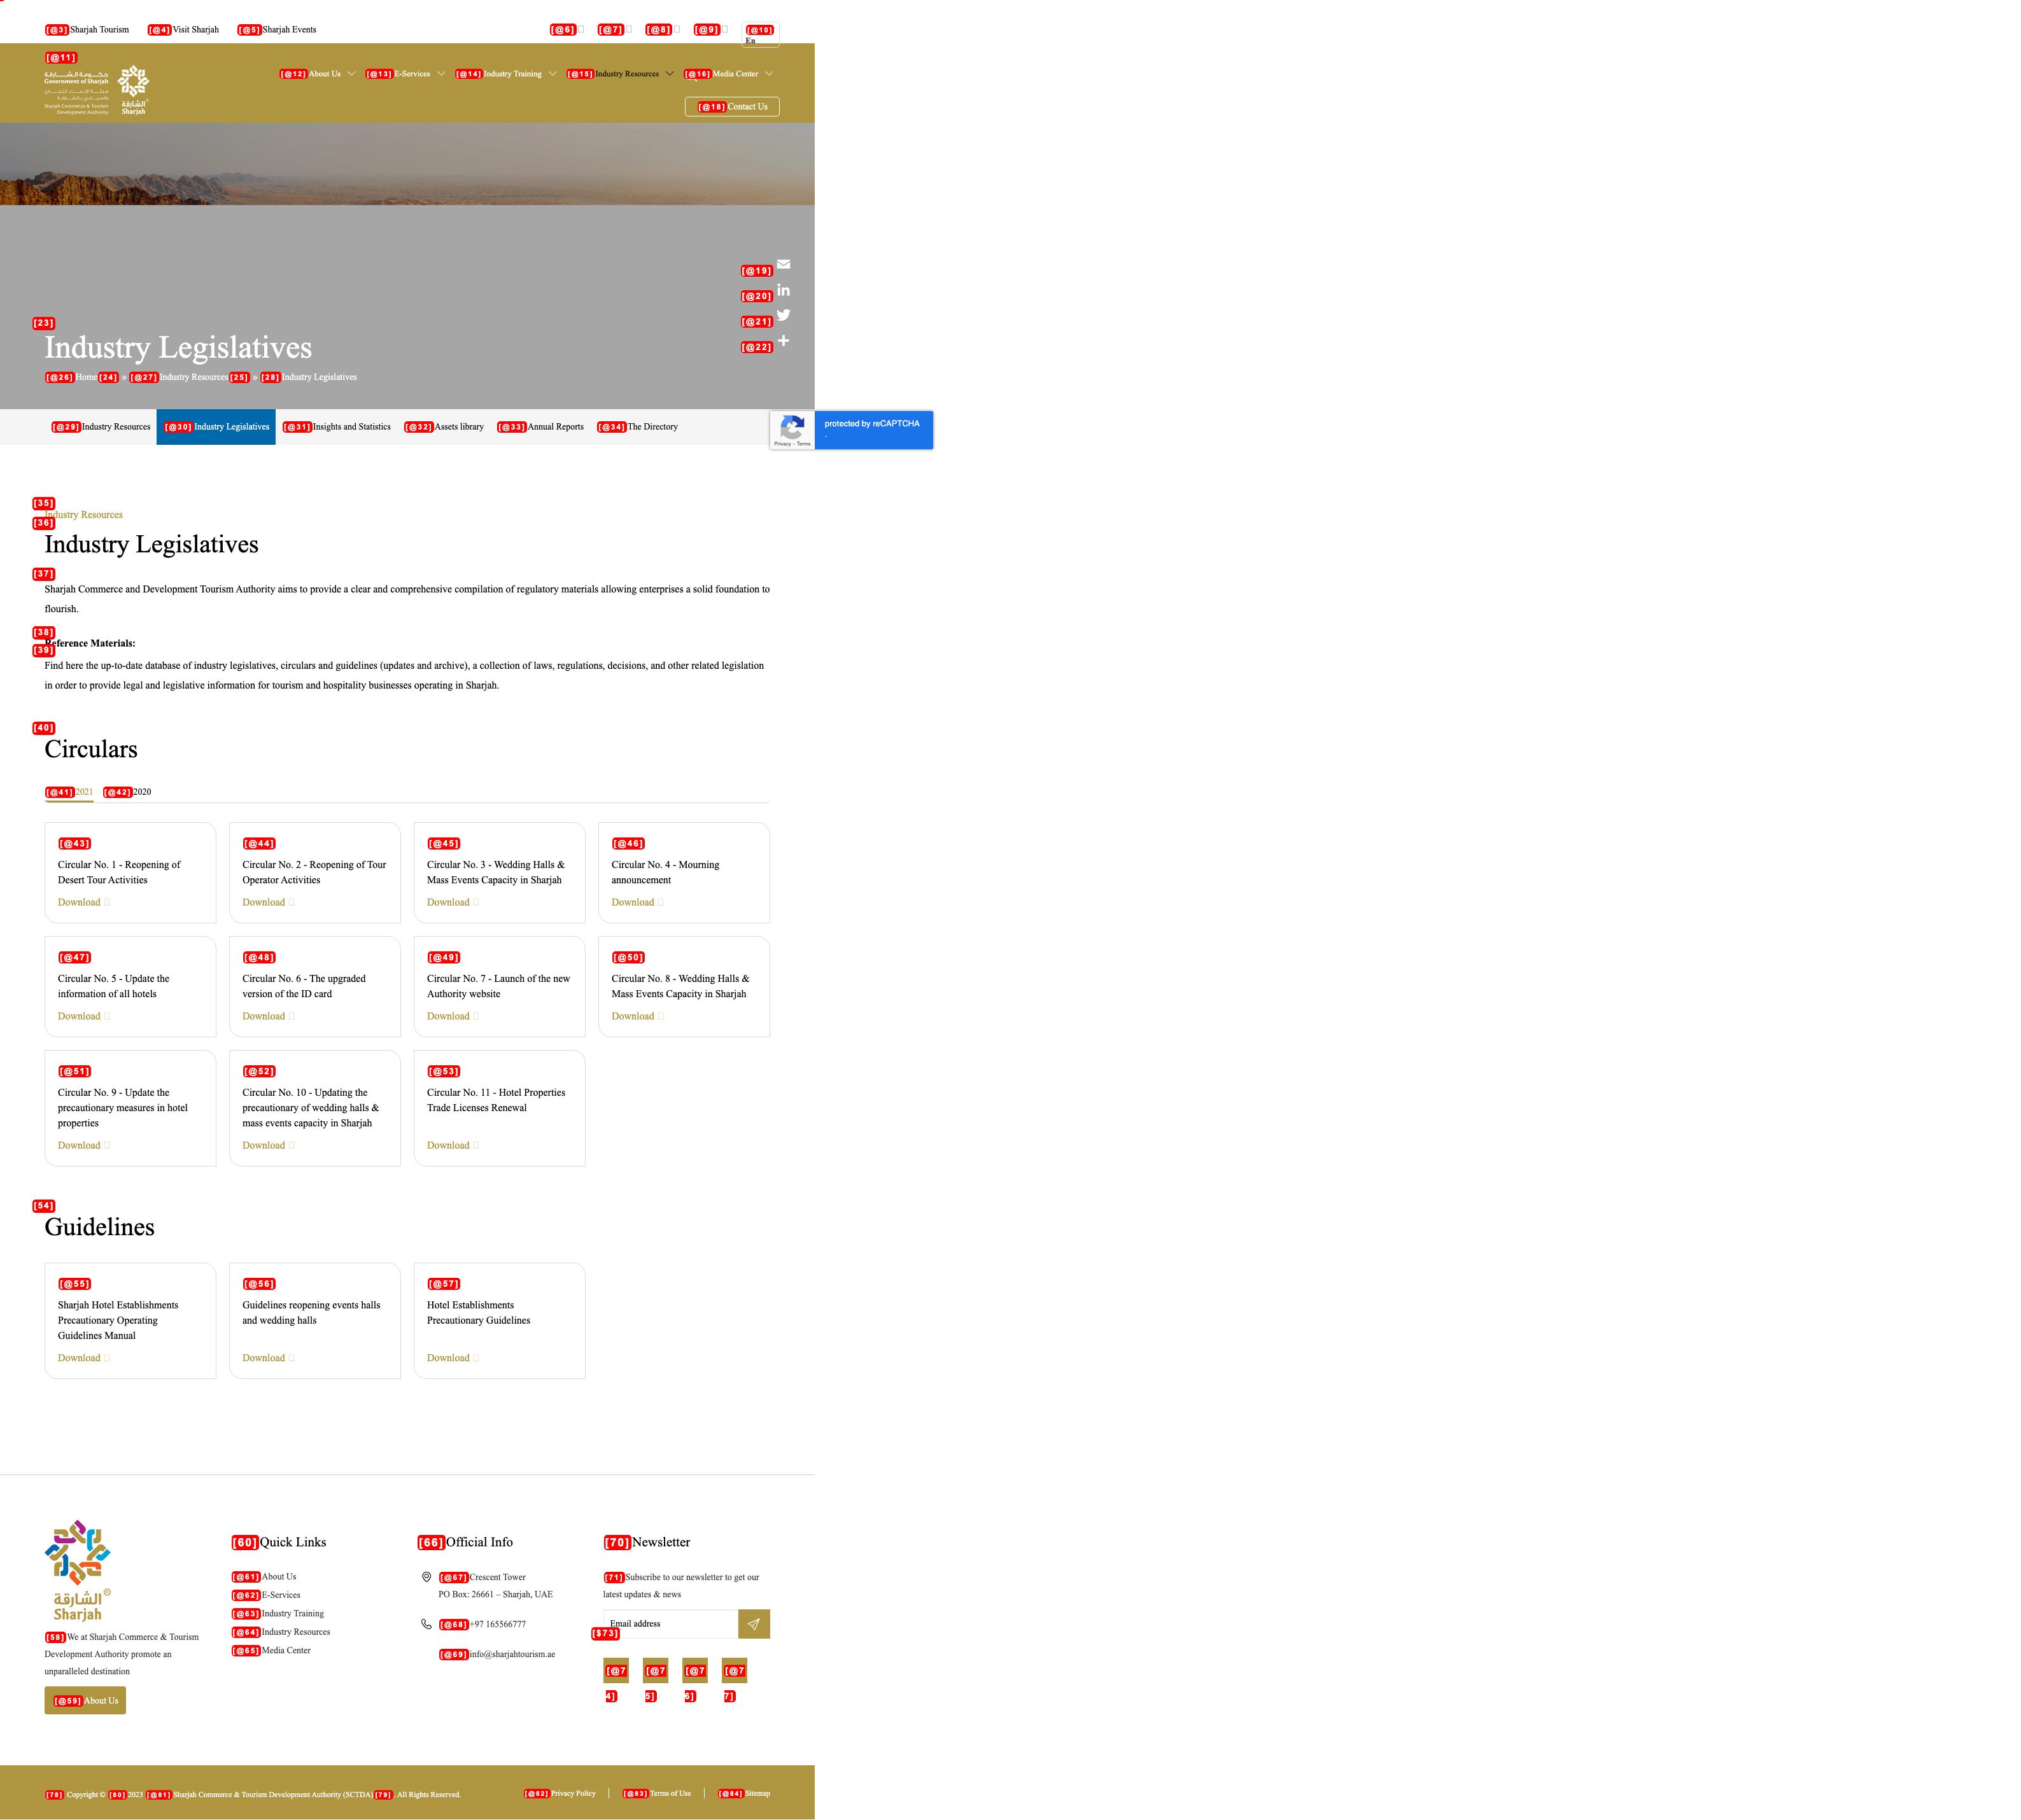 [@3] Sharjah Tourism [@4] Visit Sharjah [@5] Sharjah Events [@6] [@7] [@8] [@9] [@10] En
[@11]
حكومة الشارقة
Government of Sharjah
هيئة الإنماء التجاري
والسياحي بالشارقة
Sharjah Commerce & Tourism
Development Authority
الشارقة
Sharjah
[@12] About Us [@13] E-Services [@14] Industry Training [@15] Industry Resources [@16] Media Center
[@18] Contact Us
[@19]
[@20]
[@21]
[@22]
[23]
Industry Legislatives
[@26] Home [24] » [@27] Industry Resources [25] » [28] Industry Legislatives
[@29] Industry Resources [@30] Industry Legislatives [@31] Insights and Statistics [@32] Assets library [@33] Annual Reports [@34] The Directory
protected by reCAPTCHA
Privacy - Terms
[35]
Industry Resources
[36]
Industry Legislatives
[37]
Sharjah Commerce and Development Tourism Authority aims to provide a clear and comprehensive compilation of regulatory materials allowing enterprises a solid foundation to
flourish.
[38]
Reference Materials:
[39]
Find here the up-to-date database of industry legislatives, circulars and guidelines (updates and archive), a collection of laws, regulations, decisions, and other related legislation
in order to provide legal and legislative information for tourism and hospitality businesses operating in Sharjah.
[40]
Circulars
[@41] 2021 [@42] 2020
[@43]
Circular No. 1 - Reopening of
Desert Tour Activities
Download
[@44]
Circular No. 2 - Reopening of Tour
Operator Activities
Download
[@45]
Circular No. 3 - Wedding Halls &
Mass Events Capacity in Sharjah
Download
[@46]
Circular No. 4 - Mourning
announcement
Download
[@47]
Circular No. 5 - Update the
information of all hotels
Download
[@48]
Circular No. 6 - The upgraded
version of the ID card
Download
[@49]
Circular No. 7 - Launch of the new
Authority website
Download
[@50]
Circular No. 8 - Wedding Halls &
Mass Events Capacity in Sharjah
Download
[@51]
Circular No. 9 - Update the
precautionary measures in hotel
properties
Download
[@52]
Circular No. 10 - Updating the
precautionary of wedding halls &
mass events capacity in Sharjah
Download
[@53]
Circular No. 11 - Hotel Properties
Trade Licenses Renewal
Download
[54]
Guidelines
[@55]
Sharjah Hotel Establishments
Precautionary Operating
Guidelines Manual
Download
[@56]
Guidelines reopening events halls
and wedding halls
Download
[@57]
Hotel Establishments
Precautionary Guidelines
Download
الشارقة
Sharjah
[58] We at Sharjah Commerce & Tourism
Development Authority promote an
unparalleled destination
[@59] About Us
[60] Quick Links
[@61] About Us
[@62] E-Services
[@63] Industry Training
[@64] Industry Resources
[@65] Media Center
[66] Official Info
[@67] Crescent Tower
PO Box: 26661 – Sharjah, UAE
[@68] +97 165566777
[@69] info@sharjahtourism.ae
[70] Newsletter
[71] Subscribe to our newsletter to get our
latest updates & news
Email address
[$73]
[@74] [@75] [@76] [@77]
[78] Copyright © [80] 2023 [@81] Sharjah Commerce & Tourism Development Authority (SCTDA) [79] . All Rights Reserved.
[@82] Privacy Policy [@83] Terms of Use [@84] Sitemap